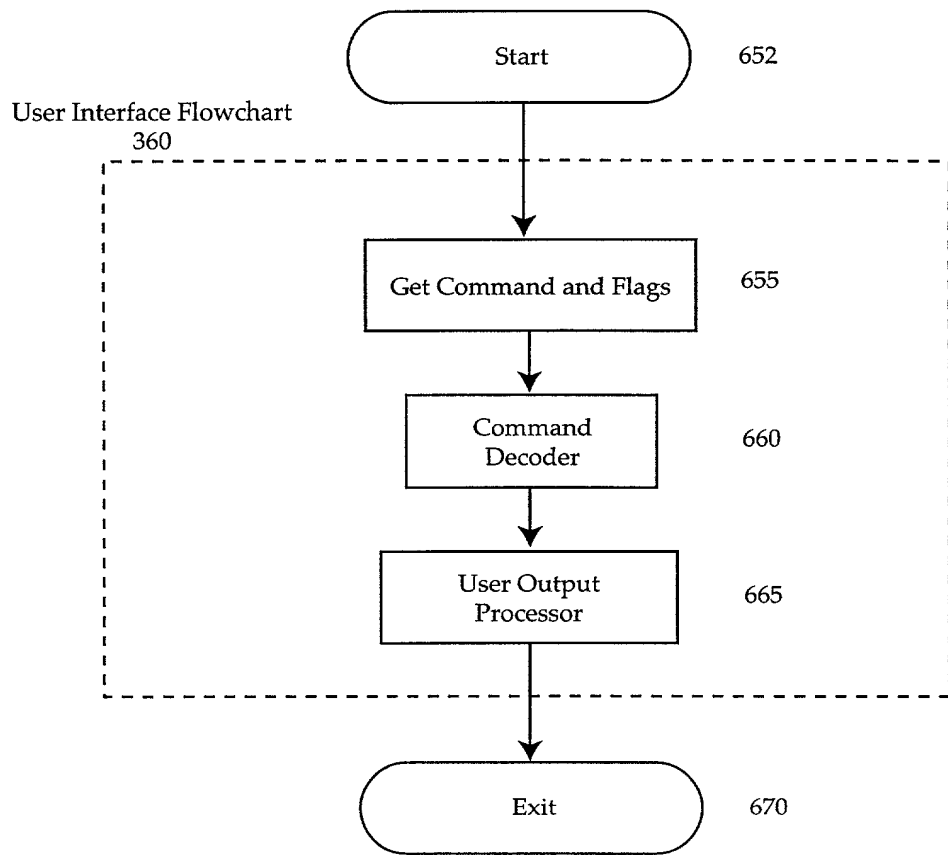 Start
652
User Interface Flowchart
360
Get Command and Flags
655
Command
Decoder
660
User Output
Processor
665
Exit
670